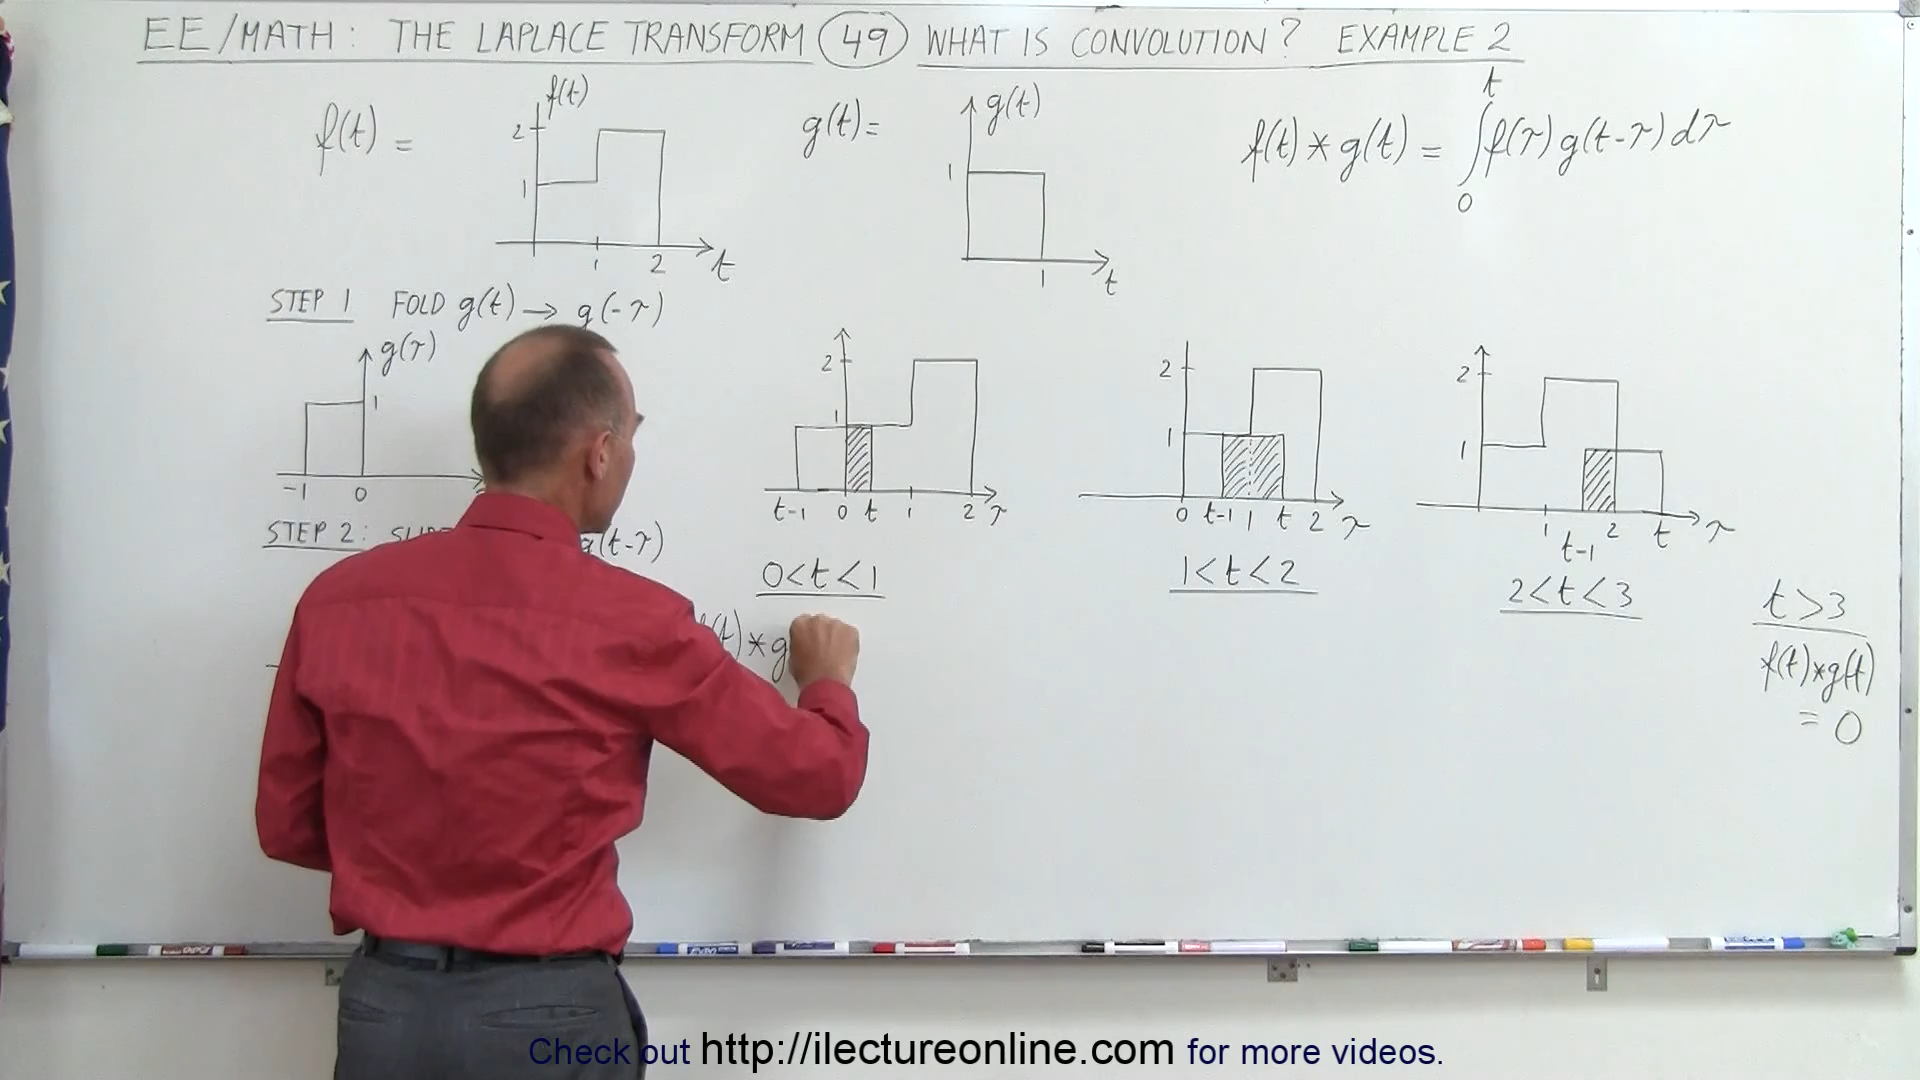 EE/MATH: THE LAPLACE TRANSFORM 49 WHAT IS CONVOLUTION? EXAMPLE 2
f(t) =
f(t)
2
1
1 2 t
g(t)=
g(t)
1
1 t
f(t) * g(t) = ∫₀ᵗ f(τ) g(t-τ) dτ
STEP 1 FOLD g(t) → g(-τ)
g(τ)
1
-1 0
STEP 2: g(t-τ)
2
1
t-1 0 t 1 2 τ
0<t<1
f(t)*g
2
1
0 t-1 1 t 2 τ
1<t<2
2
1
1 t-1 2 t τ
2<t<3
t>3
f(t)*g(t)
= 0
Check out http://ilectureonline.com for more videos.